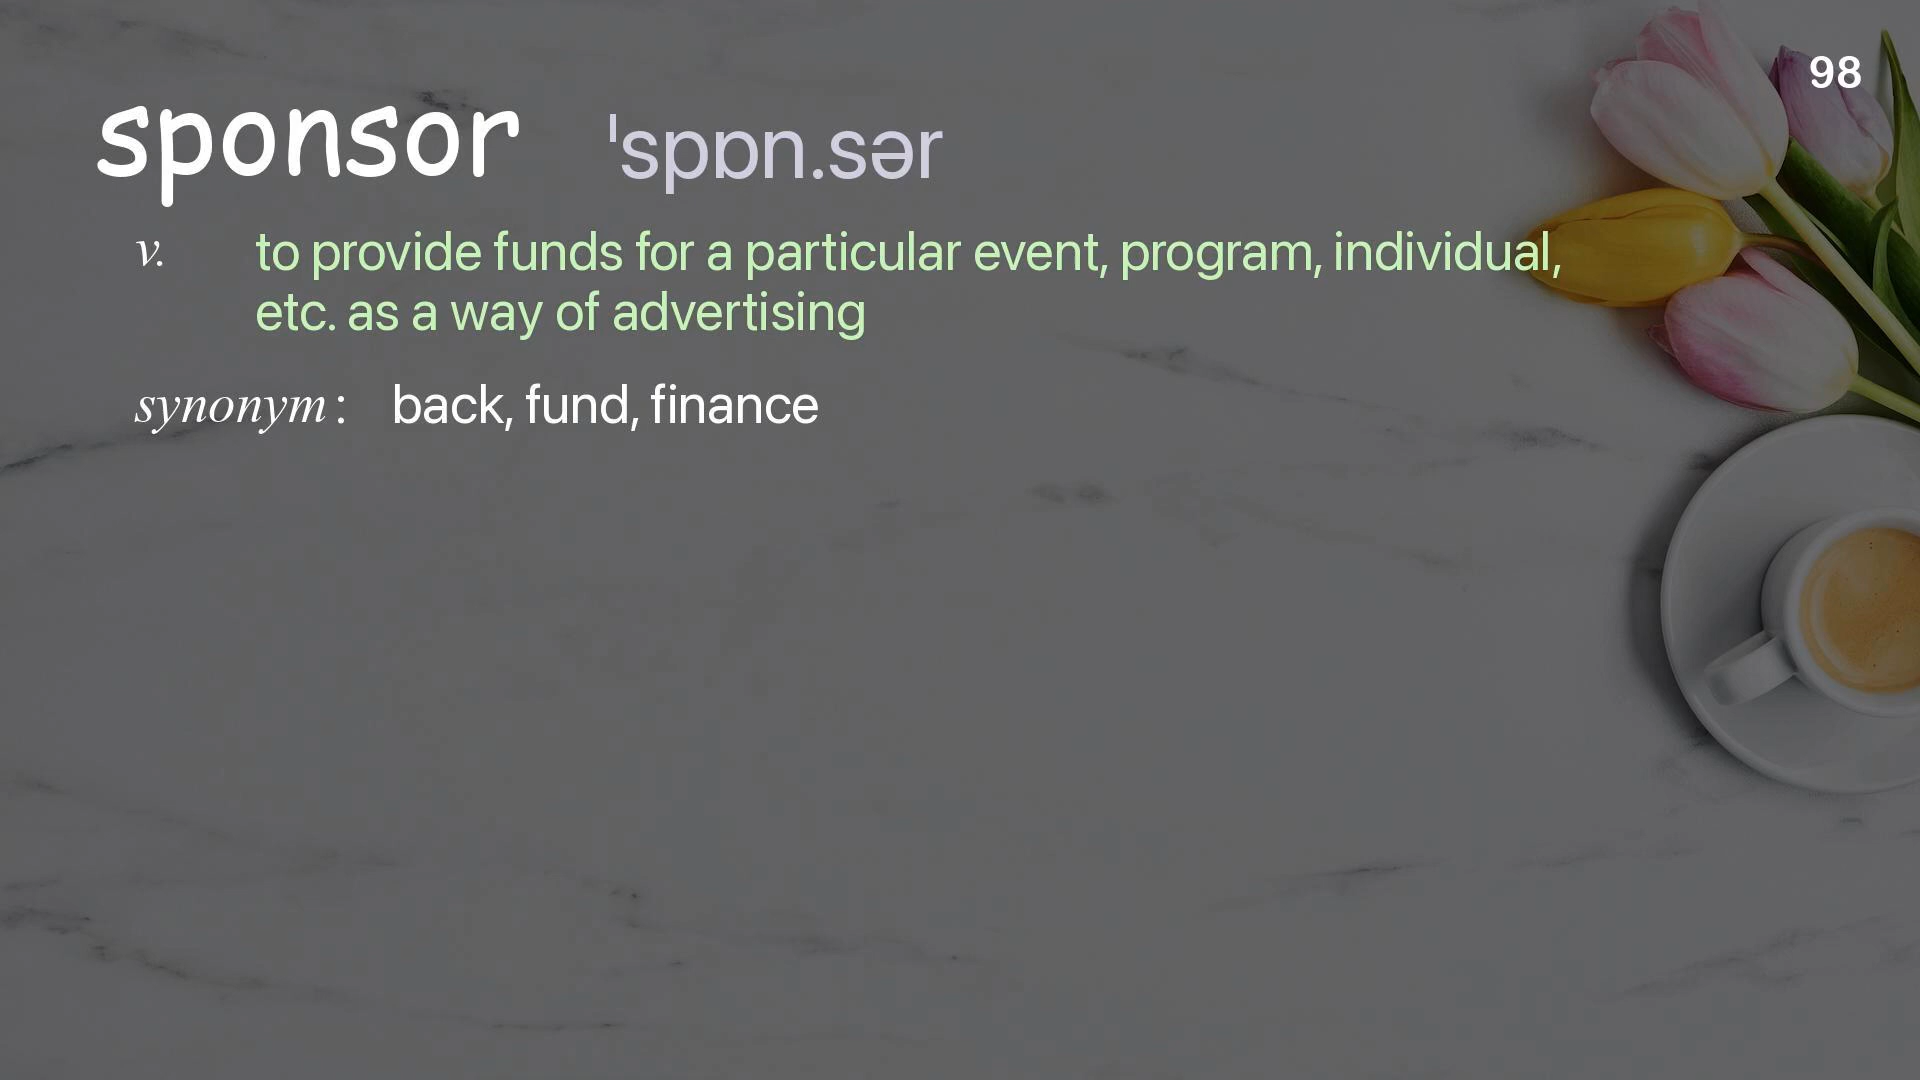 98
sponsor ˈspɒn.sər
v. to provide funds for a particular event, program, individual,
etc. as a way of advertising
synonym: back, fund, finance